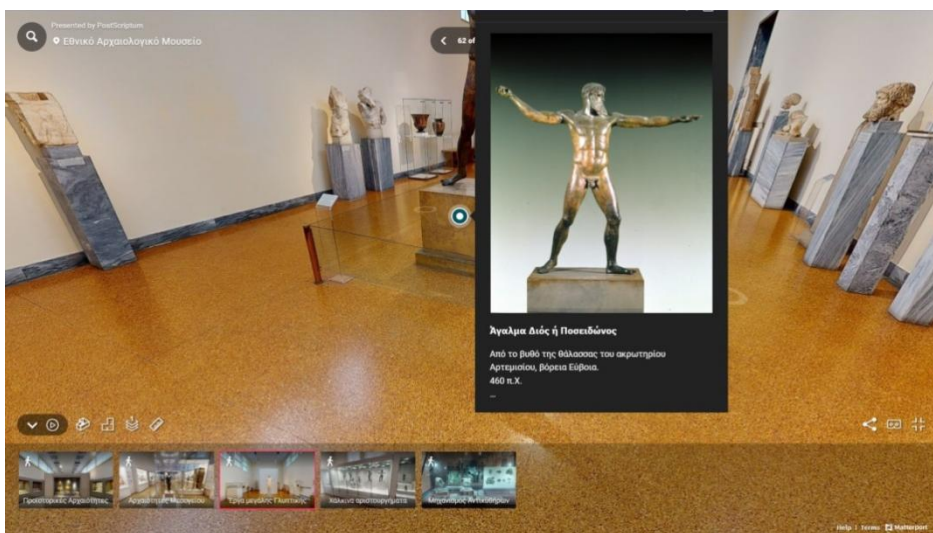 Presented by PostScriptum
Εθνικό Αρχαιολογικό Μουσείο
62 of
Άγαλμα Διός ή Ποσειδώνος
Από το βυθό της θάλασσας του ακρωτηρίου
Αρτεμισίου, βόρεια Εύβοια.
460 π.Χ.
...
Προϊστορικές Αρχαιότητες
Αρχαιότητες Μουσείου
Έργα μεγάλης Γλυπτικής
Χάλκινα αριστουργήματα
Μηχανισμός Αντικυθήρων
Help | Terms Matterport